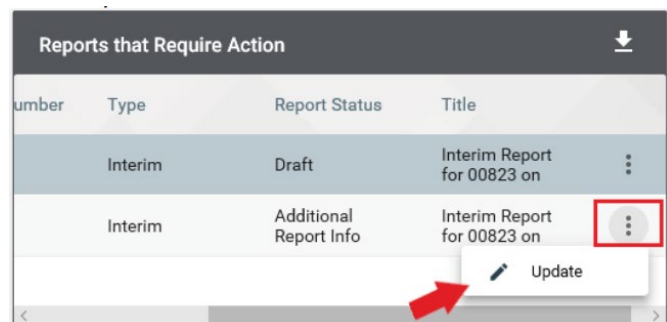 Reports that Require Action
umber Type Report Status Title
Interim Draft Interim Report
for 00823 on
Interim Additional Interim Report
Report Info for 00823 on
Update